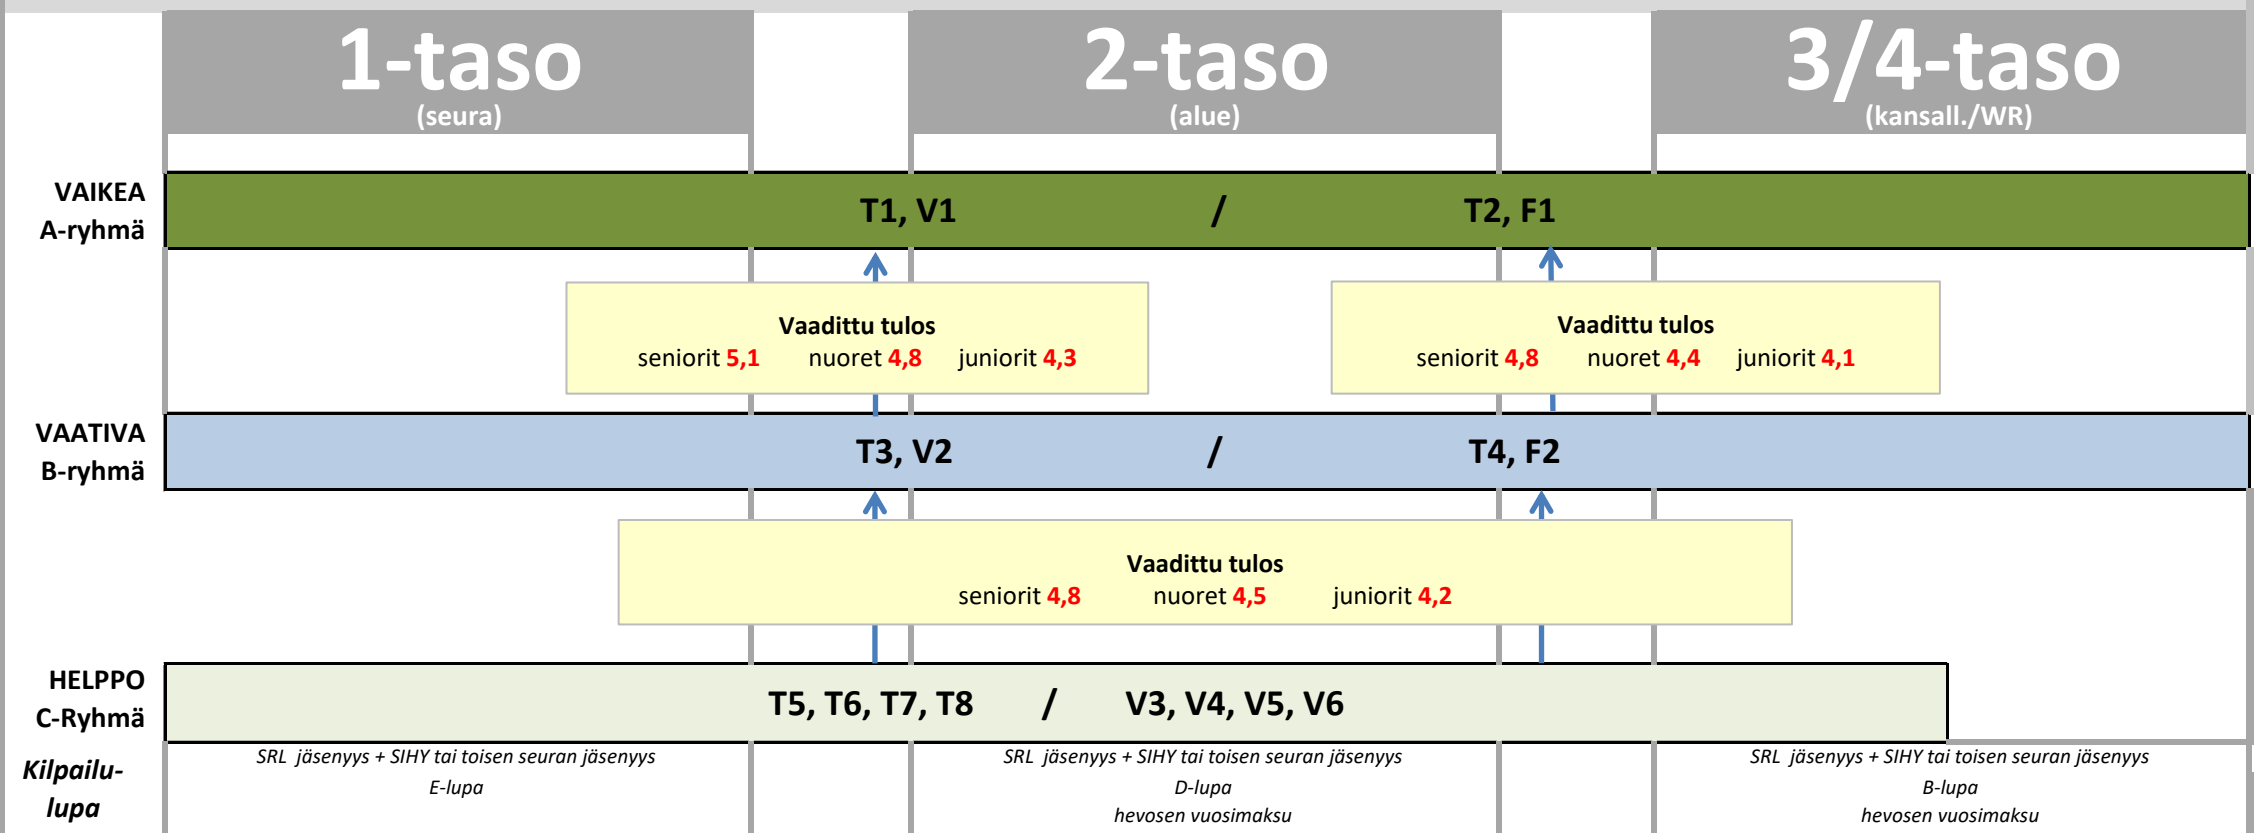 1-taso
(seura)
2-taso
(alue)
3/4-taso
(kansall./WR)
VAIKEA
A-ryhmä
T1, V1 / T2, F1
Vaadittu tulos
seniorit 5,1 nuoret 4,8 juniorit 4,3
Vaadittu tulos
seniorit 4,8 nuoret 4,4 juniorit 4,1
VAATIVA
B-ryhmä
T3, V2 / T4, F2
Vaadittu tulos
seniorit 4,8 nuoret 4,5 juniorit 4,2
HELPPO
C-Ryhmä
T5, T6, T7, T8 / V3, V4, V5, V6
Kilpailu-
lupa
SRL jäsenyys + SIHY tai toisen seuran jäsenyys
E-lupa
SRL jäsenyys + SIHY tai toisen seuran jäsenyys
D-lupa
hevosen vuosimaksu
SRL jäsenyys + SIHY tai toisen seuran jäsenyys
B-lupa
hevosen vuosimaksu